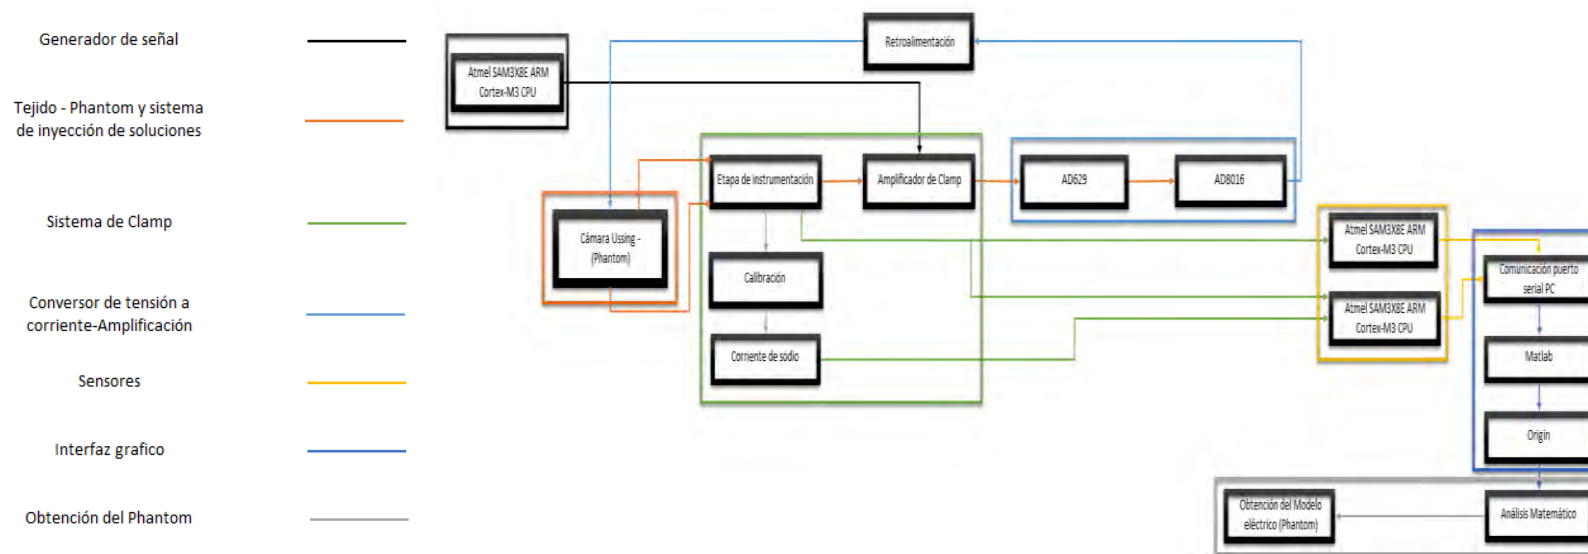 Generador de señal
Tejido - Phantom y sistema
de inyección de soluciones
Sistema de Clamp
Conversor de tensión a
corriente-Amplificación
Sensores
Interfaz grafico
Obtención del Phantom
Atmel SAM3X8E ARM
Cortex-M3 CPU
Retroalimentación
Etapa de instrumentación
Amplificador de Clamp
AD629
AD8016
Cámara Ussing -
(Phantom)
Calibración
Corriente de sodio
Atmel SAM3X8E ARM
Cortex-M3 CPU
Atmel SAM3X8E ARM
Cortex-M3 CPU
Comunicación puerto
serial PC
Matlab
Origin
Análisis Matemático
Obtención del Modelo
eléctrico (Phantom)